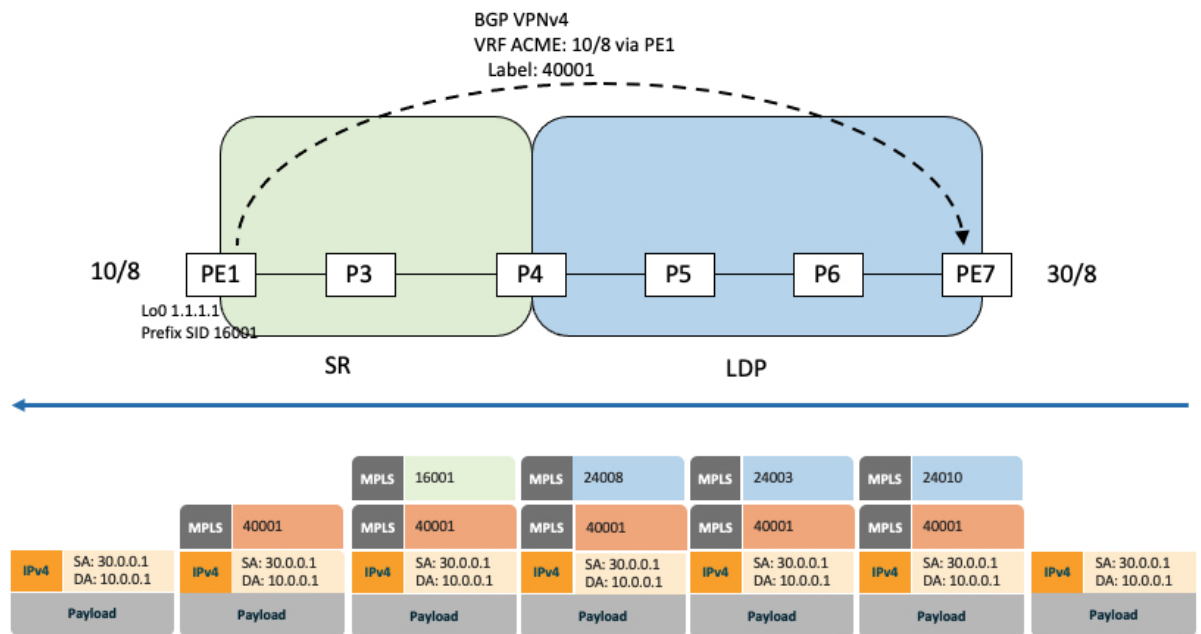 BGP VPNv4
VRF ACME: 10/8 via PE1
Label: 40001
10/8
PE1
P3
P4
P5
P6
PE7
30/8
Lo0 1.1.1.1
Prefix SID 16001
SR
LDP
MPLS 16001
MPLS 24008
MPLS 24003
MPLS 24010
MPLS 40001
MPLS 40001
MPLS 40001
MPLS 40001
MPLS 40001
IPv4
SA: 30.0.0.1
DA: 10.0.0.1
IPv4
SA: 30.0.0.1
DA: 10.0.0.1
IPv4
SA: 30.0.0.1
DA: 10.0.0.1
IPv4
SA: 30.0.0.1
DA: 10.0.0.1
IPv4
SA: 30.0.0.1
DA: 10.0.0.1
IPv4
SA: 30.0.0.1
DA: 10.0.0.1
IPv4
SA: 30.0.0.1
DA: 10.0.0.1
Payload
Payload
Payload
Payload
Payload
Payload
Payload